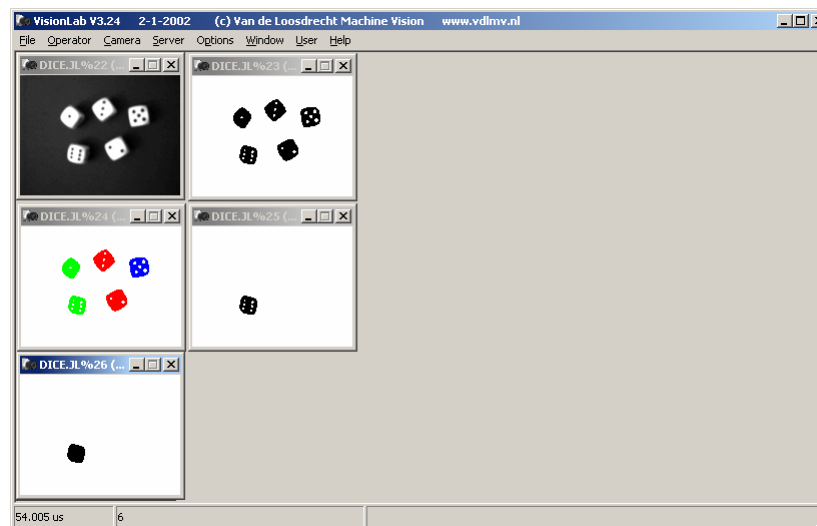 VisionLab V3.24 2-1-2002 (c) Van de Loosdrecht Machine Vision www.vdlmv.nl
File Operator Camera Server Options Window User Help
DICE.JL%22 (... DICE.JL%23 (...
DICE.JL%24 (... DICE.JL%25 (...
DICE.JL%26 (...
54.005 us 6